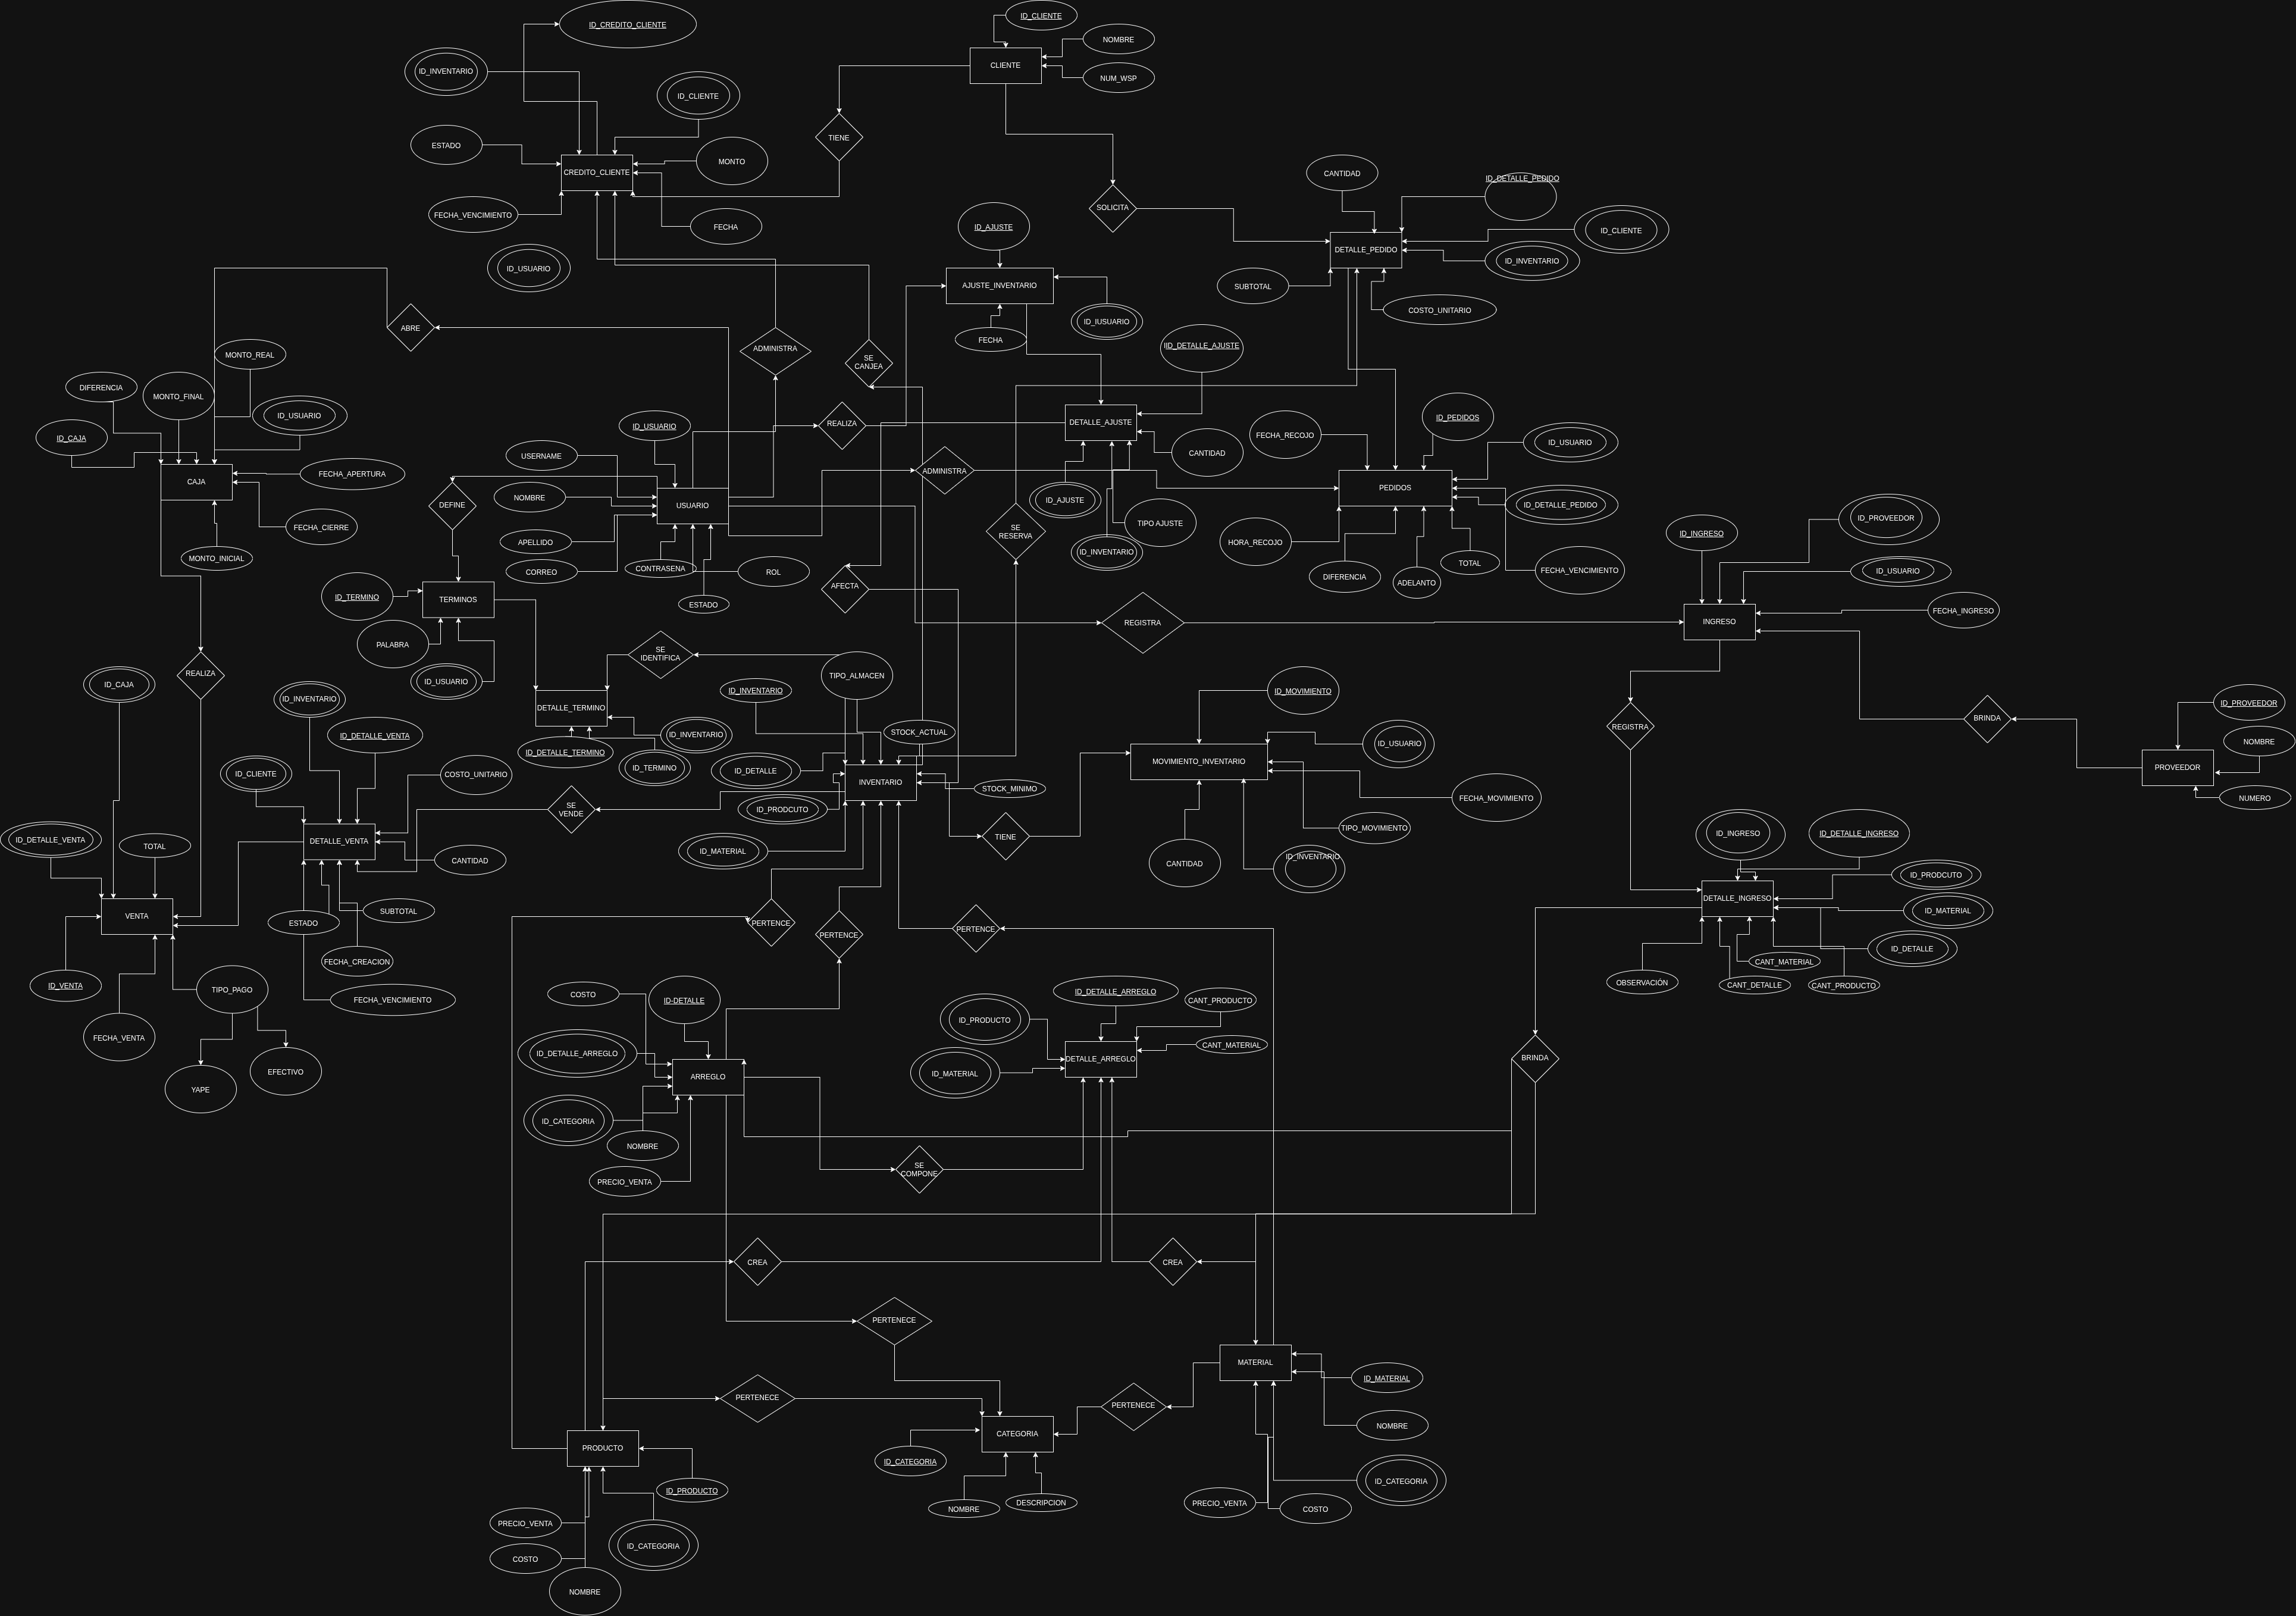 ID_CLIENTE
ID_CREDITO_CLIENTE
NOMBRE
CLIENTE
ID_INVENTARIO
NUM_WSP
ID_CLIENTE
TIENE
ESTADO
MONTO
CREDITO_CLIENTE
CANTIDAD
ID_DETALLE_PEDIDO
SOLICITA
FECHA_VENCIMIENTO
FECHA
ID_AJUSTE
ID_CLIENTE
DETALLE_PEDIDO
ID_INVENTARIO
ID_USUARIO
AJUSTE_INVENTARIO
SUBTOTAL
COSTO_UNITARIO
ID_IUSUARIO
ABRE
FECHA
ADMINISTRA
IID_DETALLE_AJUSTE
MONTO_REAL
SE
CANJEA
DIFERENCIA
MONTO_FINAL
ID_USUARIO
ID_PEDIDOS
ID_CAJA
ID_USUARIO
REALIZA
DETALLE_AJUSTE
FECHA_RECOJO
ID_USUARIO
USERNAME
CANTIDAD
FECHA_APERTURA
ADMINISTRA
CAJA
PEDIDOS
NOMBRE
DEFINE
USUARIO
ID_AJUSTE
ID_DETALLE_PEDIDO
ID_PROVEEDOR
FECHA_CIERRE
TIPO AJUSTE
SE
RESERVA
ID_INGRESO
APELLIDO
HORA_RECOJO
MONTO_INICIAL
ID_INVENTARIO
TOTAL
CORREO
CONTRASENA
ROL
DIFERENCIA
ADELANTO
FECHA_VENCIMIENTO
ID_USUARIO
AFECTA
ID_TERMINO
TERMINOS
ESTADO
FECHA_INGRESO
REGISTRA
INGRESO
PALABRA
SE
IDENTIFICA
REALIZA
ID_USUARIO
TIPO_ALMACEN
ID_CAJA
ID_INVENTARIO
ID_INVENTARIO
ID_MOVIMIENTO
ID_PROVEEDOR
DETALLE_TERMINO
BRINDA
REGISTRA
ID_DETALLE_VENTA
ID_INVENTARIO
STOCK_ACTUAL
ID_USUARIO
NOMBRE
ID_DETALLE_TERMINO
ID_TERMINO
ID_DETALLE
MOVIMIENTO_INVENTARIO
PROVEEDOR
ID_CLIENTE
COSTO_UNITARIO
INVENTARIO
STOCK_MINIMO
FECHA_MOVIMIENTO
NUMERO
SE
VENDE
ID_PRODCUTO
TIPO_MOVIMIENTO
ID_INGRESO
ID_DETALLE_INGRESO
ID_DETALLE_VENTA
TOTAL
DETALLE_VENTA
CANTIDAD
ID_MATERIAL
TIENE
CANTIDAD
ID_INVENTARIO
ID_PRODCUTO
DETALLE_INGRESO
VENTA
ESTADO
SUBTOTAL
PERTENCE
PERTENCE
PERTENCE
ID_MATERIAL
ID_DETALLE
FECHA_CREACION
CANT_MATERIAL
ID_VENTA
TIPO_PAGO
FECHA_VENCIMIENTO
COSTO
ID-DETALLE
ID_DETALLE_ARREGLO
CANT_PRODUCTO
OBSERVACIÓN
CANT_DETALLE
CANT_PRODUCTO
ID_PRODUCTO
FECHA_VENTA
ID_DETALLE_ARREGLO
CANT_MATERIAL
DETALLE_ARREGLO
BRINDA
EFECTIVO
ARREGLO
ID_MATERIAL
YAPE
ID_CATEGORIA
NOMBRE
SE
COMPONE
PRECIO_VENTA
CREA
CREA
PERTENECE
MATERIAL
ID_MATERIAL
PERTENECE
PERTENECE
NOMBRE
CATEGORIA
PRODUCTO
ID_CATEGORIA
ID_CATEGORIA
ID_PRODUCTO
NOMBRE
DESCRIPCION
PRECIO_VENTA
COSTO
PRECIO_VENTA
ID_CATEGORIA
COSTO
NOMBRE